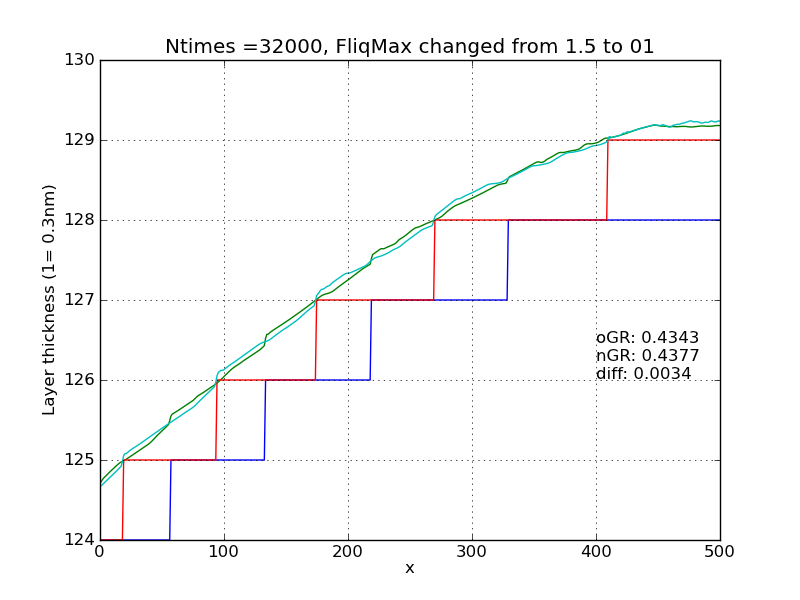 Ntimes =32000, FliqMax changed from 1.5 to 01
130
129
128
127
126
125
124
Layer thickness (1= 0.3nm)
oGR: 0.4343
nGR: 0.4377
diff: 0.0034
0 100 200 300 400 500
x